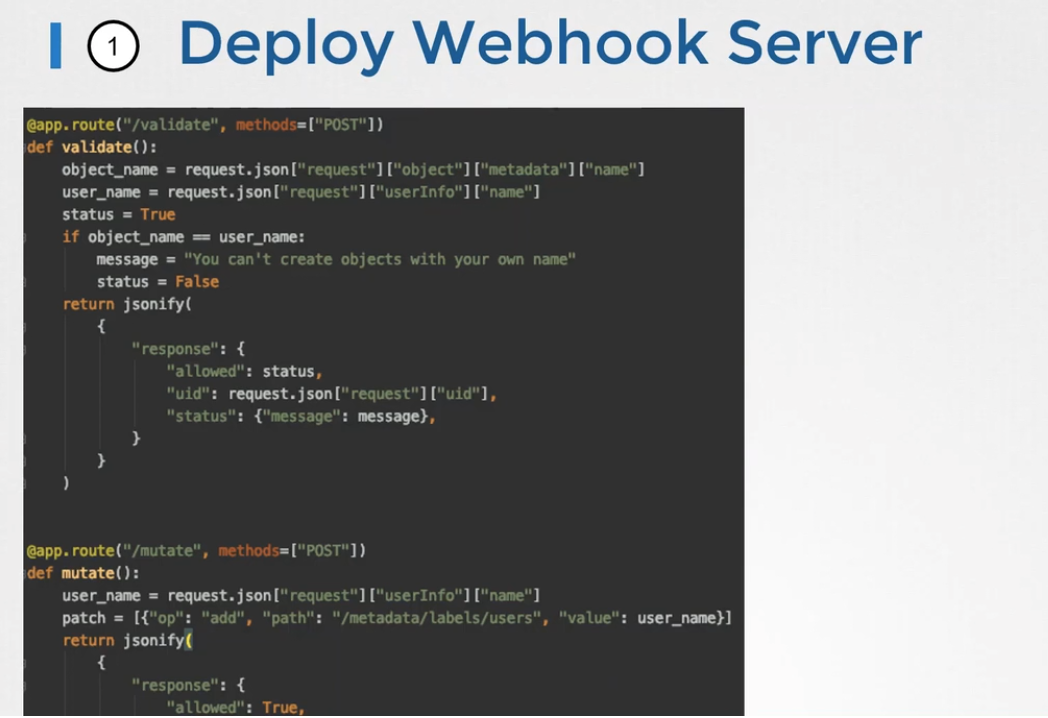 1 Deploy Webhook Server
@app.route("/validate", methods=["POST"])
def validate():
    object_name = request.json["request"]["object"]["metadata"]["name"]
    user_name = request.json["request"]["userInfo"]["name"]
    status = True
    if object_name == user_name:
        message = "You can't create objects with your own name"
        status = False
    return jsonify(
        {
            "response": {
                "allowed": status,
                "uid": request.json["request"]["uid"],
                "status": {"message": message},
            }
        }
    )
@app.route("/mutate", methods=["POST"])
def mutate():
    user_name = request.json["request"]["userInfo"]["name"]
    patch = [{"op": "add", "path": "/metadata/labels/users", "value": user_name}]
    return jsonify(
        {
            "response": {
                "allowed": True,